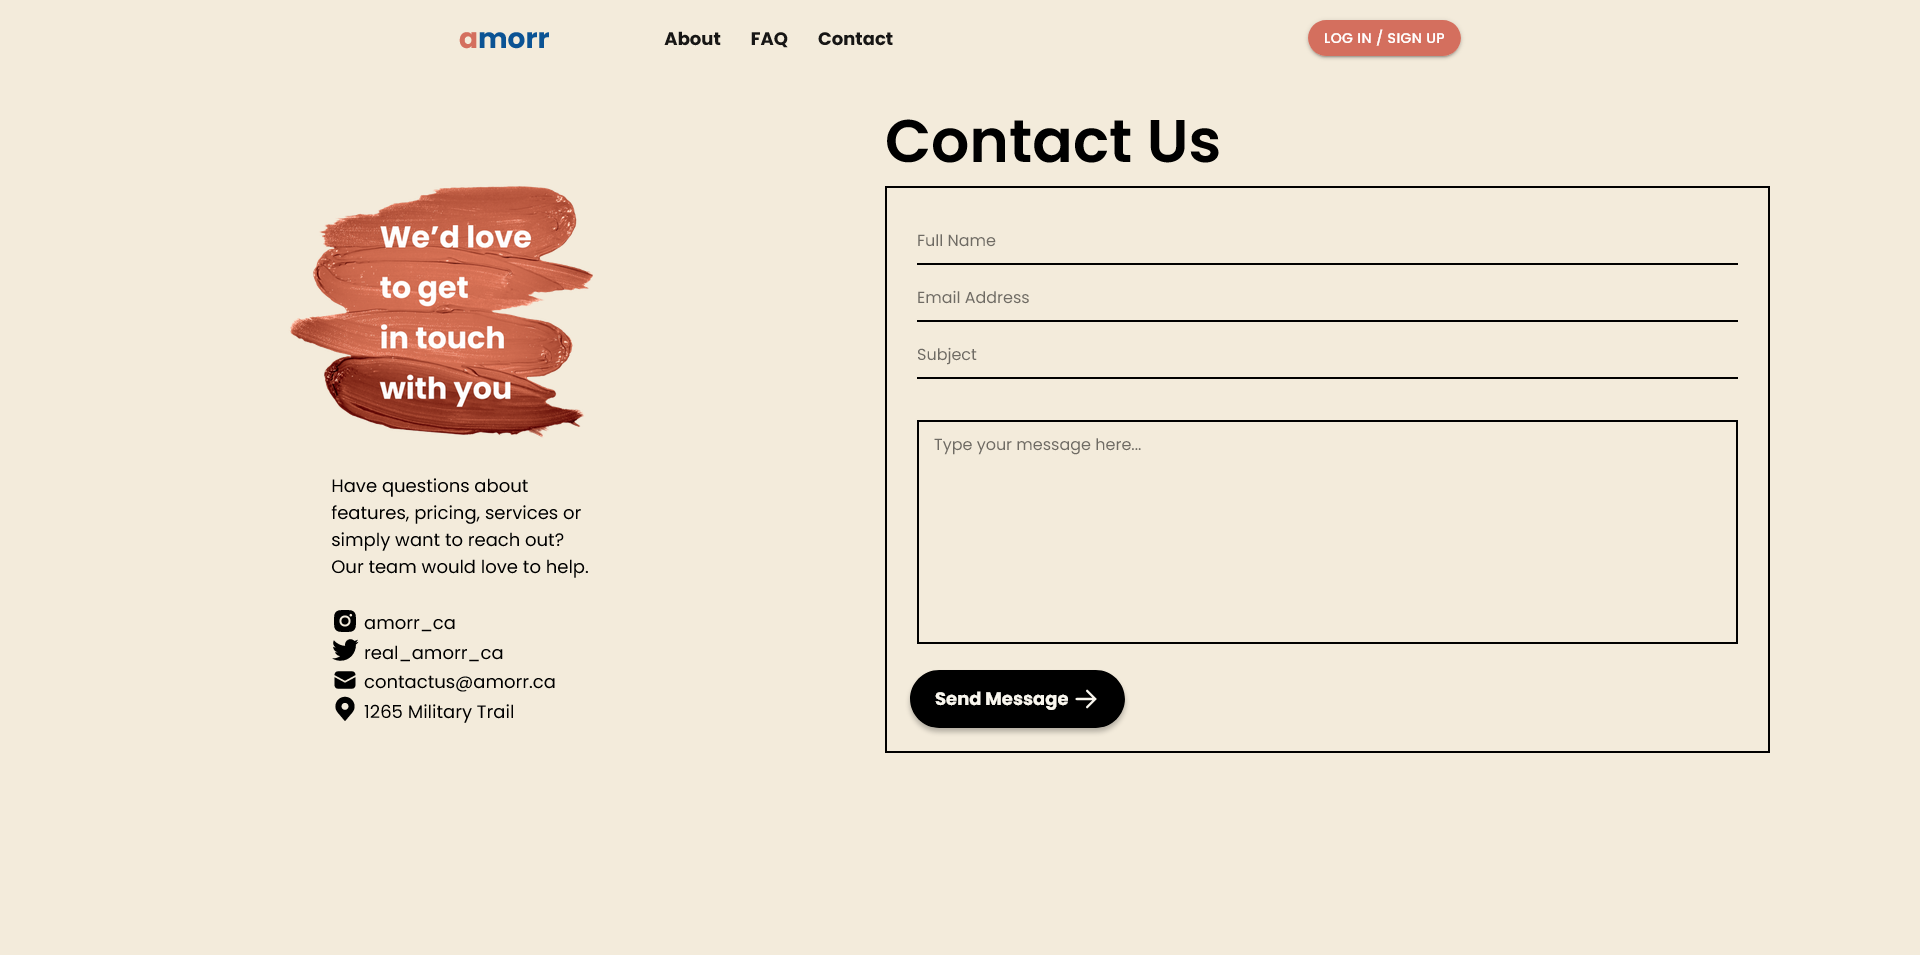 amorr
About
FAQ
Contact
LOG IN / SIGN UP
Contact Us
We’d love
to get
in touch
with you
Have questions about
features, pricing, services or
simply want to reach out?
Our team would love to help.
amorr_ca
real_amorr_ca
contactus@amorr.ca
1265 Military Trail
Full Name
Email Address
Subject
Type your message here...
Send Message